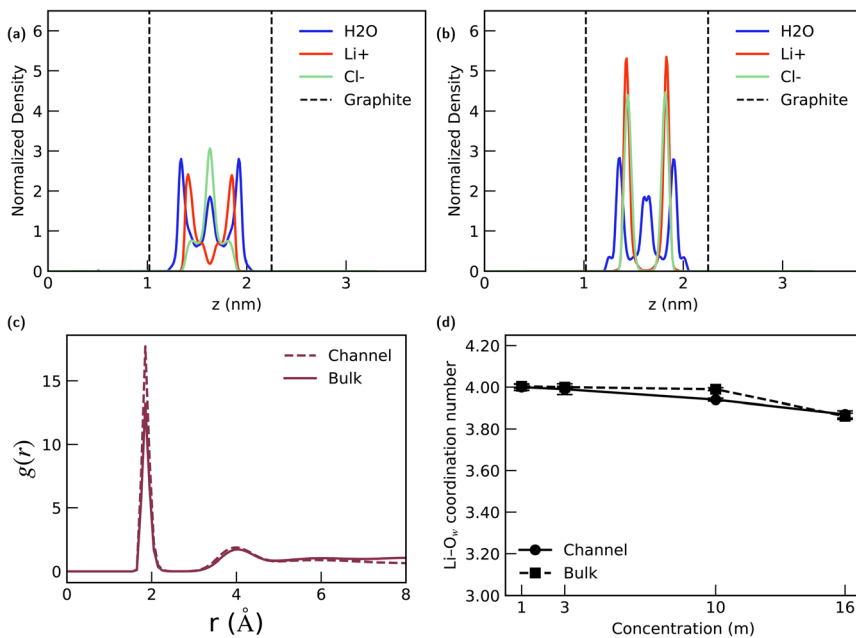 (a)
H2O
Li+
Cl-
Graphite
Normalized Density
6
5
4
3
2
1
0
0 1 2 3
z (nm)
(b)
H2O
Li+
Cl-
Graphite
Normalized Density
6
5
4
3
2
1
0
0 1 2 3
z (nm)
(c)
Channel
Bulk
g(r)
15
10
5
0
0 2 4 6 8
r (Å)
(d)
Li–Ow coordination number
4.20
4.00
3.80
3.60
3.40
3.20
3.00
Channel
Bulk
1 3 10 16
Concentration (m)